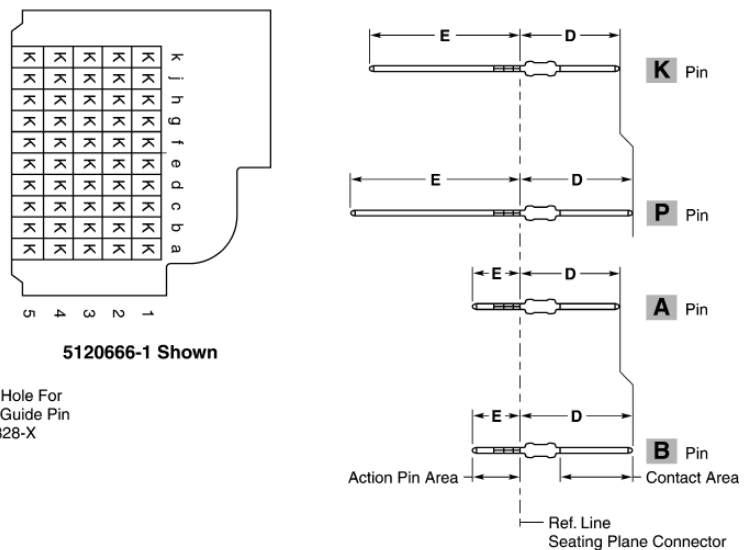 K K K K K k
K K K K K j
K K K K K h
K K K K K g
K K K K K f
K K K K K e
K K K K K d
K K K K K c
K K K K K b
K K K K K a
5 4 3 2 1
5120666-1 Shown
Hole For
Guide Pin
E D
K Pin
E D
P Pin
E D
A Pin
E D
B Pin
Action Pin Area
Contact Area
Ref. Line
Seating Plane Connector